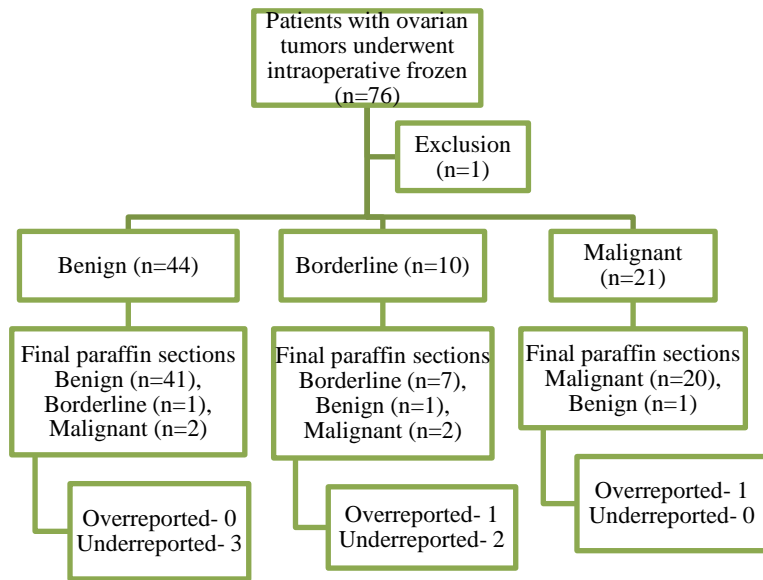 Patients with ovarian
tumors underwent
intraoperative frozen
(n=76)
Exclusion
(n=1)
Benign (n=44)
Borderline (n=10)
Malignant
(n=21)
Final paraffin sections
Benign (n=41),
Borderline (n=1),
Malignant (n=2)
Final paraffin sections
Borderline (n=7),
Benign (n=1),
Malignant (n=2)
Final paraffin sections
Malignant (n=20),
Benign (n=1)
Overreported- 0
Underreported- 3
Overreported- 1
Underreported- 2
Overreported- 1
Underreported- 0